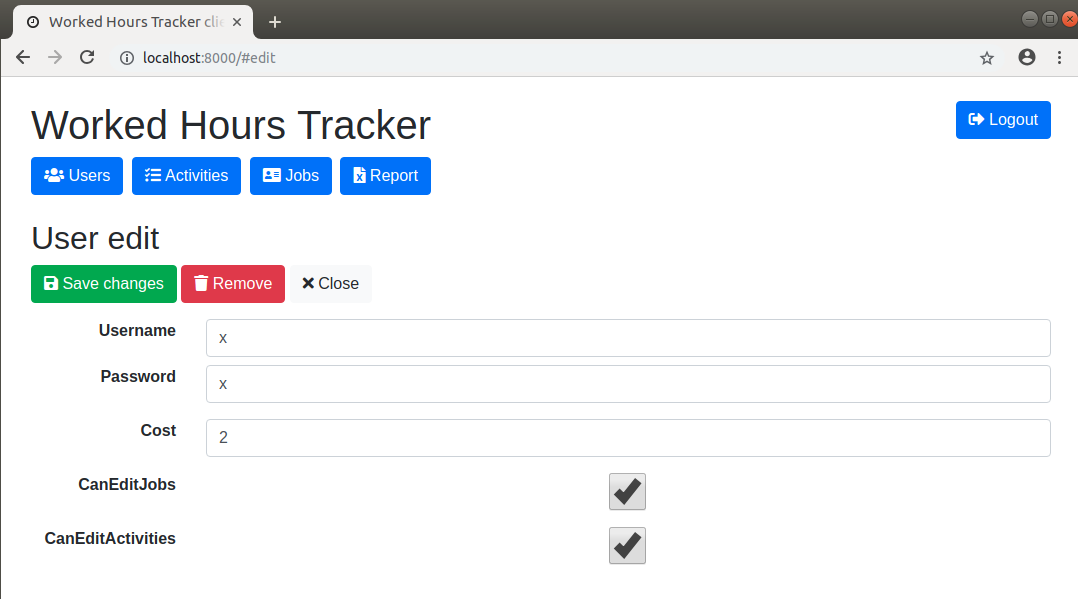 Worked Hours Tracker clie
localhost:8000/#edit
Worked Hours Tracker
Logout
Users Activities Jobs Report
User edit
Save changes Remove Close
Username x
Password x
Cost 2
CanEditJobs
CanEditActivities